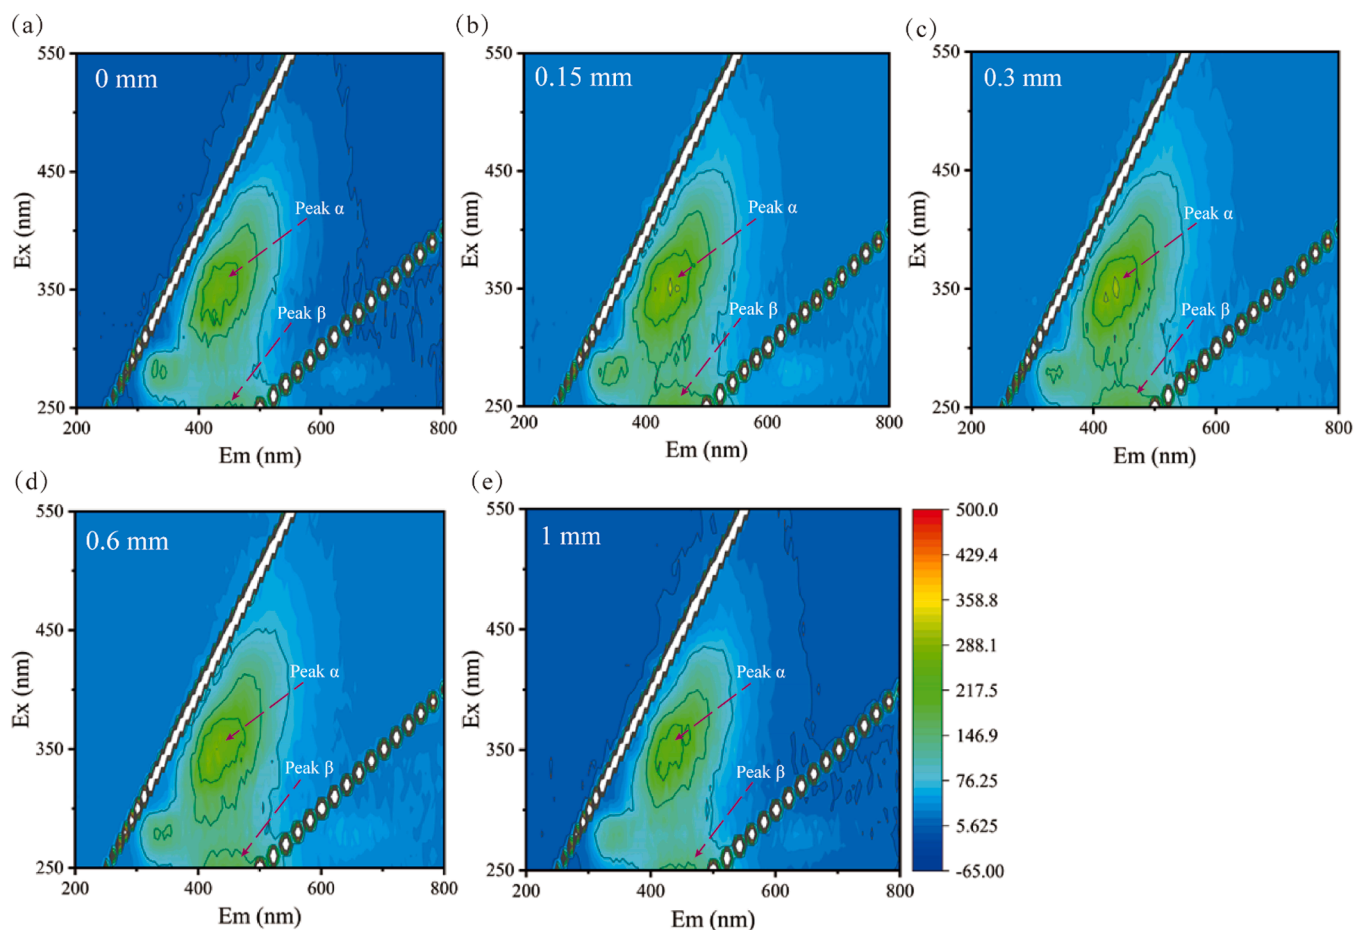 (a)
0 mm
Peak α
Peak β
Ex (nm)
550
450
350
250
200
400
600
800
Em (nm)
(b)
0.15 mm
Peak α
Peak β
Ex (nm)
550
450
350
250
200
400
600
800
Em (nm)
(c)
0.3 mm
Peak α
Peak β
Ex (nm)
550
450
350
250
200
400
600
800
Em (nm)
(d)
0.6 mm
Peak α
Peak β
Ex (nm)
550
450
350
250
200
400
600
800
Em (nm)
(e)
1 mm
Peak α
Peak β
Ex (nm)
550
450
350
250
200
400
600
800
Em (nm)
500.0
429.4
358.8
288.1
217.5
146.9
76.25
5.625
-65.00